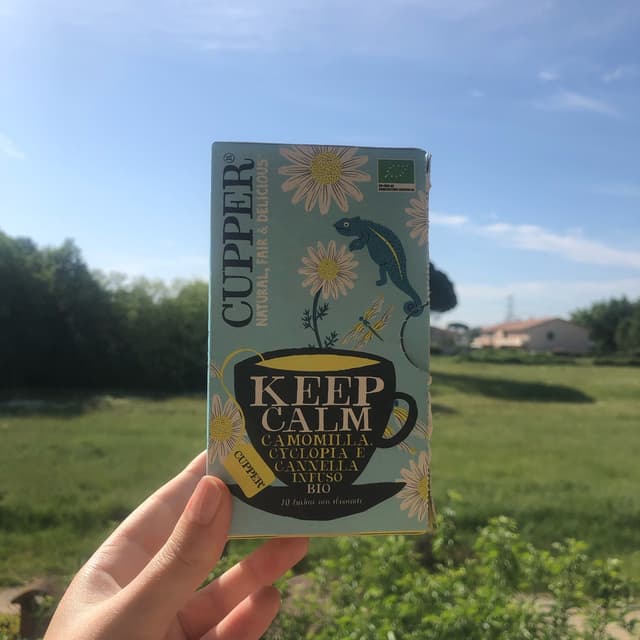 CUPPER®
NATURAL, FAIR & DELICIOUS
KEEP
CALM
CAMOMILLA,
CYCLOPIA E
CANNELLA
INFUSO
BIO
CUPPER